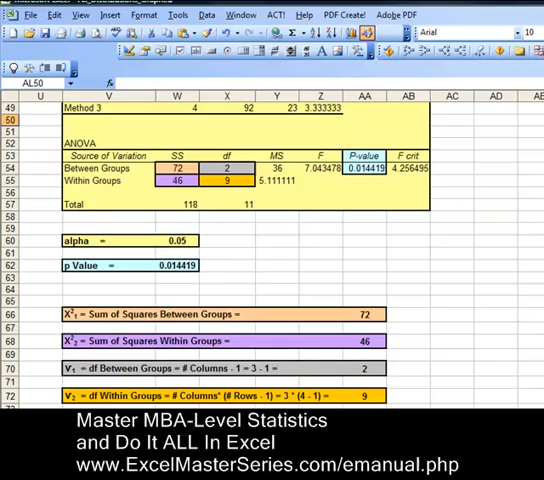 File Edit View Insert Format Tools Data Window ACT! Help PDF Create! Adobe PDF
Arial 10
AL50 fx
U V W X Y Z AA AB AC AD
49 Method 3 4 92 23 3.333333
50
51
52 ANOVA
53 Source of Variation SS df MS F P-value F crit
54 Between Groups 72 2 36 7.043478 0.014419 4.256495
55 Within Groups 46 9 5.111111
56
57 Total 118 11
58
59
60 alpha = 0.05
61
62 p Value = 0.014419
63
64
65
66 X²₁ = Sum of Squares Between Groups = 72
67
68 X²₂ = Sum of Squares Within Groups = 46
69
70 v₁ = df Between Groups = # Columns - 1 = 3 - 1 = 2
71
72 v₂ = df Within Groups = # Columns* (# Rows - 1) = 3 * (4 - 1) = 9
Master MBA-Level Statistics
and Do It ALL In Excel
www.ExcelMasterSeries.com/emanual.php